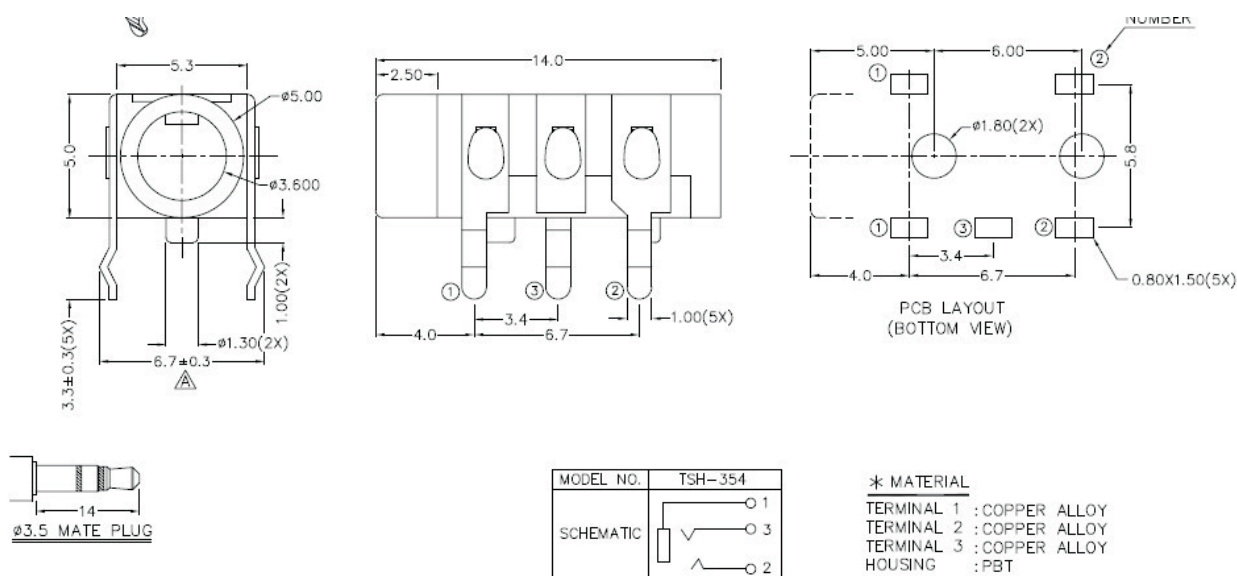 NUMBER
5.3
ø5.00
5.0
ø3.600
1.00(2X)
ø1.30(2X)
3.3±0.3(5X)
6.7±0.3
A
14.0
2.50
1
3
2
3.4
1.00(5X)
4.0
6.7
5.00
6.00
2
1
ø1.80(2X)
5.8
1
3
2
3.4
4.0
6.7
0.80X1.50(5X)
PCB LAYOUT
(BOTTOM VIEW)
14
ø3.5 MATE PLUG
MODEL NO. TSH-354
SCHEMATIC
1
3
2
* MATERIAL
TERMINAL 1 : COPPER ALLOY
TERMINAL 2 : COPPER ALLOY
TERMINAL 3 : COPPER ALLOY
HOUSING : PBT